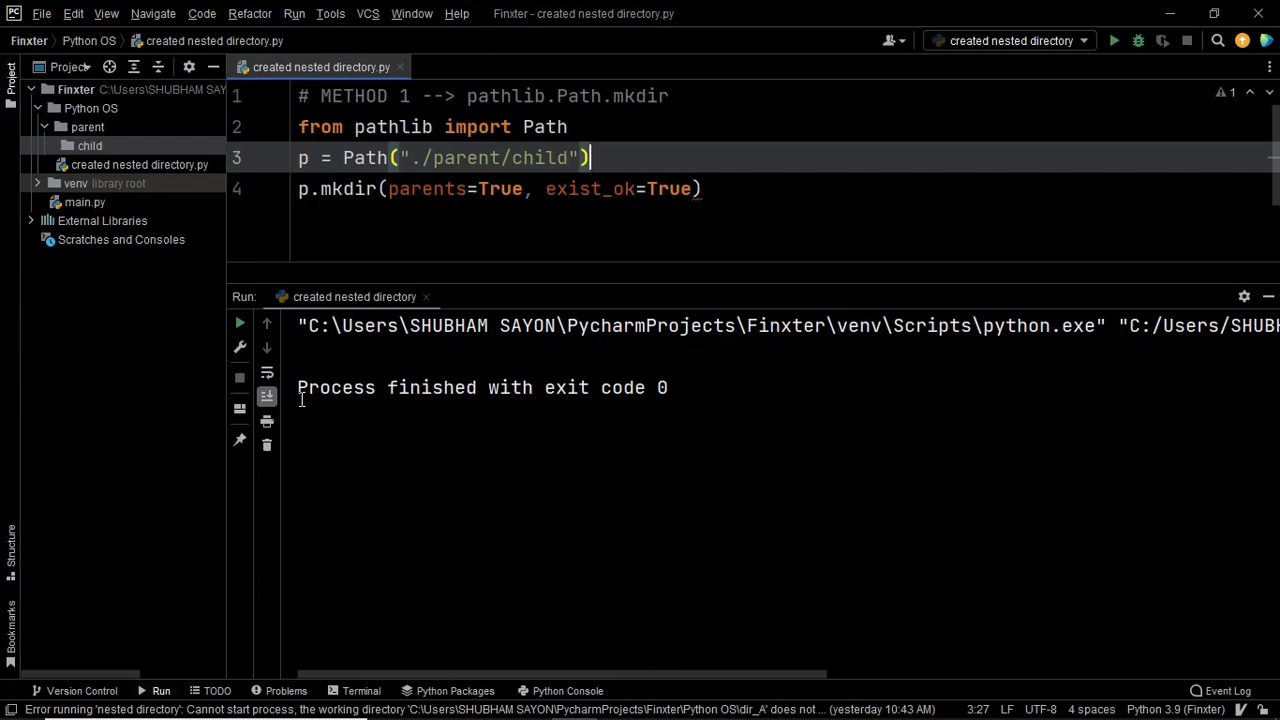 PC File Edit View Navigate Code Refactor Run Tools VCS Window Help Finxter - created nested directory.py
Finxter Python OS created nested directory.py created nested directory
Project created nested directory.py
Finxter C:\Users\SHUBHAM SAY
Python OS
parent
child
created nested directory.py
venv library root
main.py
External Libraries
Scratches and Consoles
Project
Structure
Bookmarks
1 # METHOD 1 --> pathlib.Path.mkdir
2 from pathlib import Path
3 p = Path("./parent/child")
4 p.mkdir(parents=True, exist_ok=True)
1
Run: created nested directory
"C:\Users\SHUBHAM SAYON\PycharmProjects\Finxter\venv\Scripts\python.exe" "C:/Users/SHUBH
Process finished with exit code 0
Version Control Run TODO Problems Terminal Python Packages Python Console Event Log
Error running 'nested directory': Cannot start process, the working directory 'C:\Users\SHUBHAM SAYON\PycharmProjects\Finxter\Python OS\dir_A' does not ... (yesterday 10:43 AM) 3:27 LF UTF-8 4 spaces Python 3.9 (Finxter)